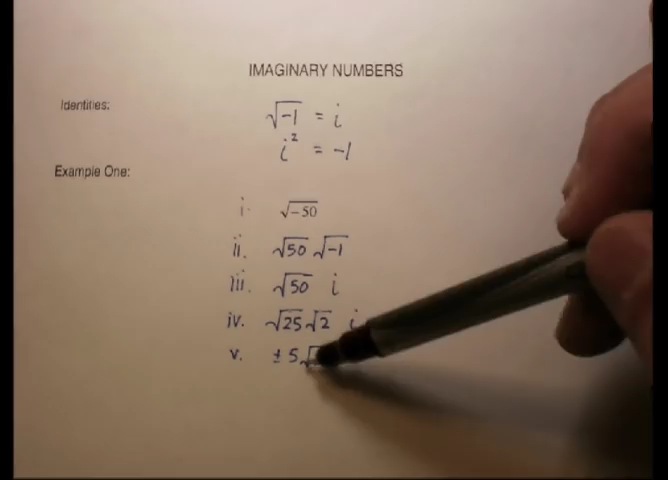 IMAGINARY NUMBERS
Identities: √-1 = i
i² = -1
Example One:
i. √-50
ii. √50 √-1
iii. √50 i
iv. √25 √2 i
v. ± 5√